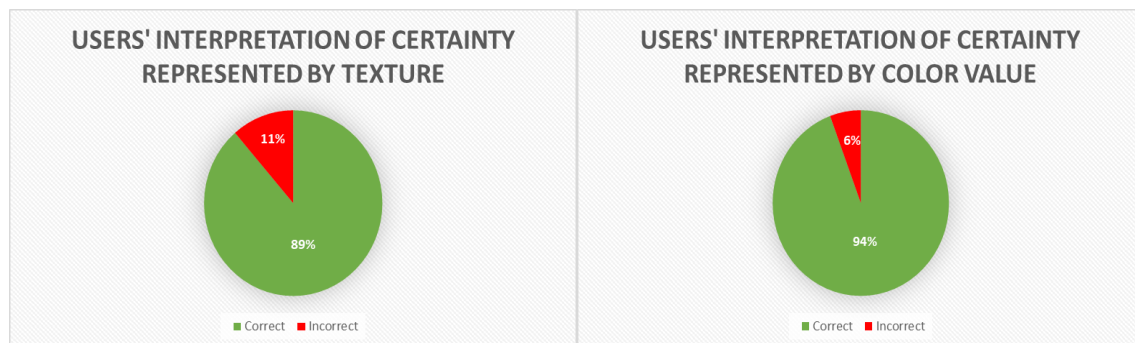 USERS' INTERPRETATION OF CERTAINTY
REPRESENTED BY TEXTURE
11%
89%
Correct Incorrect
USERS' INTERPRETATION OF CERTAINTY
REPRESENTED BY COLOR VALUE
6%
94%
Correct Incorrect